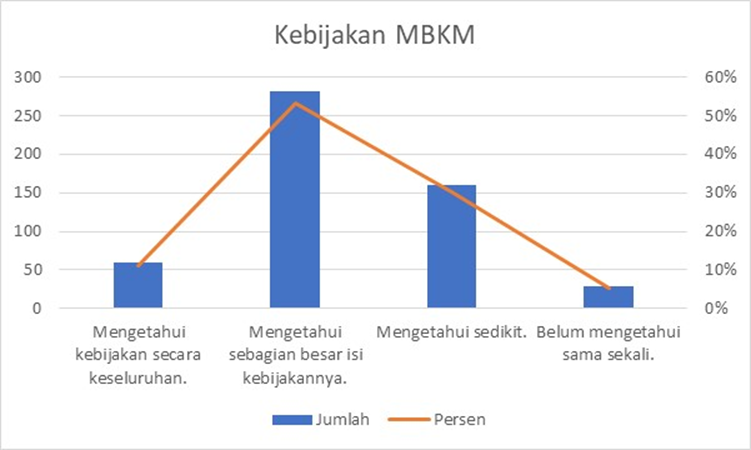 Kebijakan MBKM
300
250
200
150
100
50
0
60%
50%
40%
30%
20%
10%
0%
Mengetahui
kebijakan secara
keseluruhan.
Mengetahui
sebagian besar isi
kebijakannya.
Mengetahui sedikit.
Belum mengetahui
sama sekali.
Jumlah
Persen